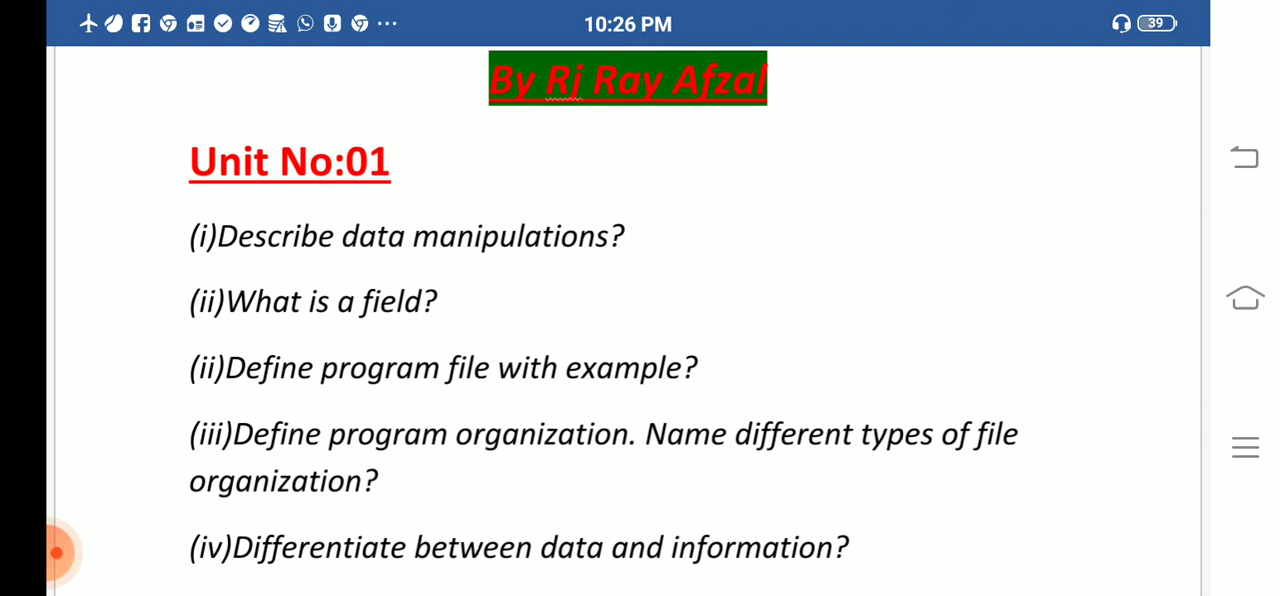 10:26 PM
39
By Rj Ray Afzal
Unit No:01
(i)Describe data manipulations?
(ii)What is a field?
(ii)Define program file with example?
(iii)Define program organization. Name different types of file
organization?
(iv)Differentiate between data and information?